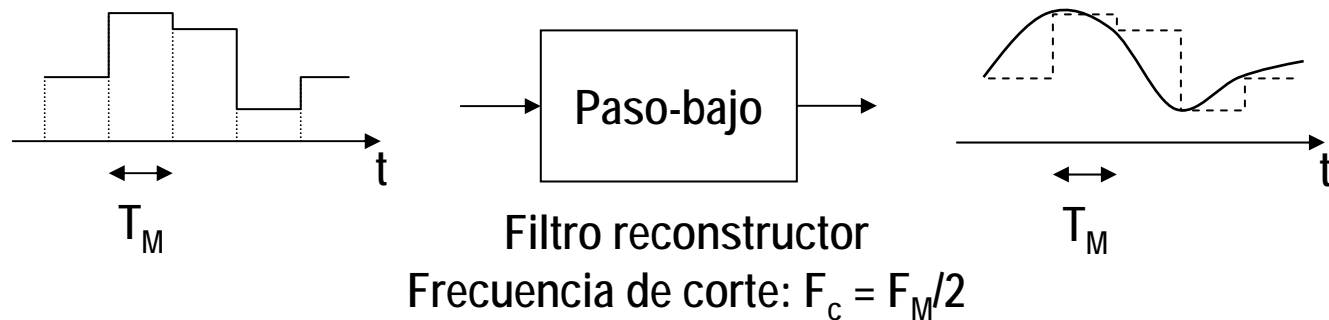 t
T_M
Paso-bajo
Filtro reconstructor
Frecuencia de corte: F_c = F_M/2
t
T_M